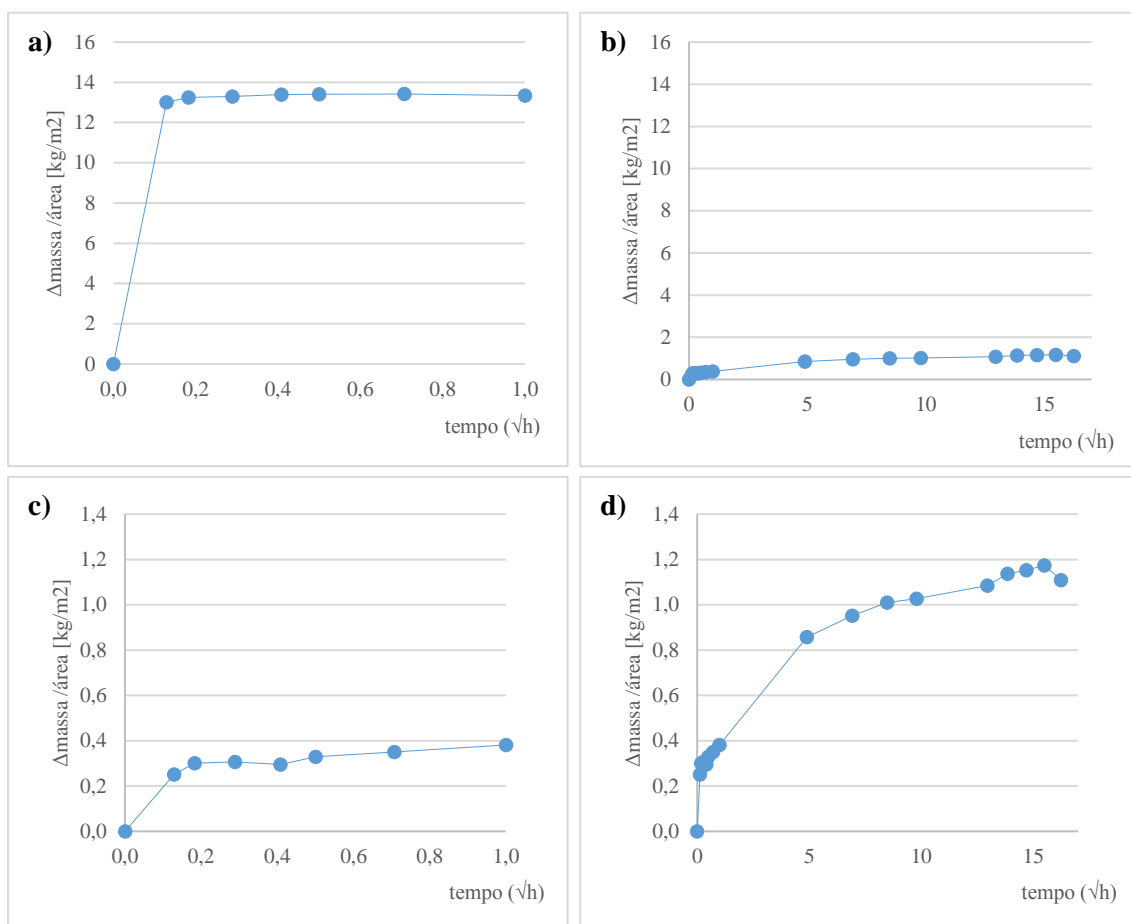 a)
16
14
12
10
8
6
4
2
0
Δmassa /área [kg/m2]
0,0 0,2 0,4 0,6 0,8 1,0
tempo (√h)
b)
16
14
12
10
8
6
4
2
0
Δmassa /área [kg/m2]
0 5 10 15
tempo (√h)
c)
1,4
1,2
1,0
0,8
0,6
0,4
0,2
0,0
Δmassa /área [kg/m2]
0,0 0,2 0,4 0,6 0,8 1,0
tempo (√h)
d)
1,4
1,2
1,0
0,8
0,6
0,4
0,2
0,0
Δmassa /área [kg/m2]
0 5 10 15
tempo (√h)